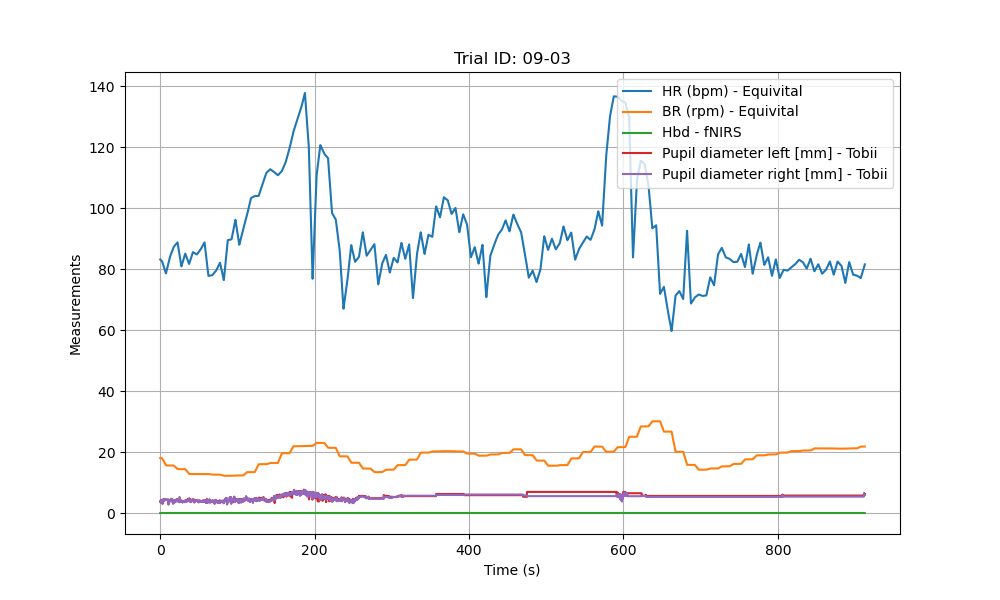 Trial ID: 09-03
140
120
100
80
60
40
20
0
Measurements
HR (bpm) - Equivital
BR (rpm) - Equivital
Hbd - fNIRS
Pupil diameter left [mm] - Tobii
Pupil diameter right [mm] - Tobii
0
200
400
600
800
Time (s)